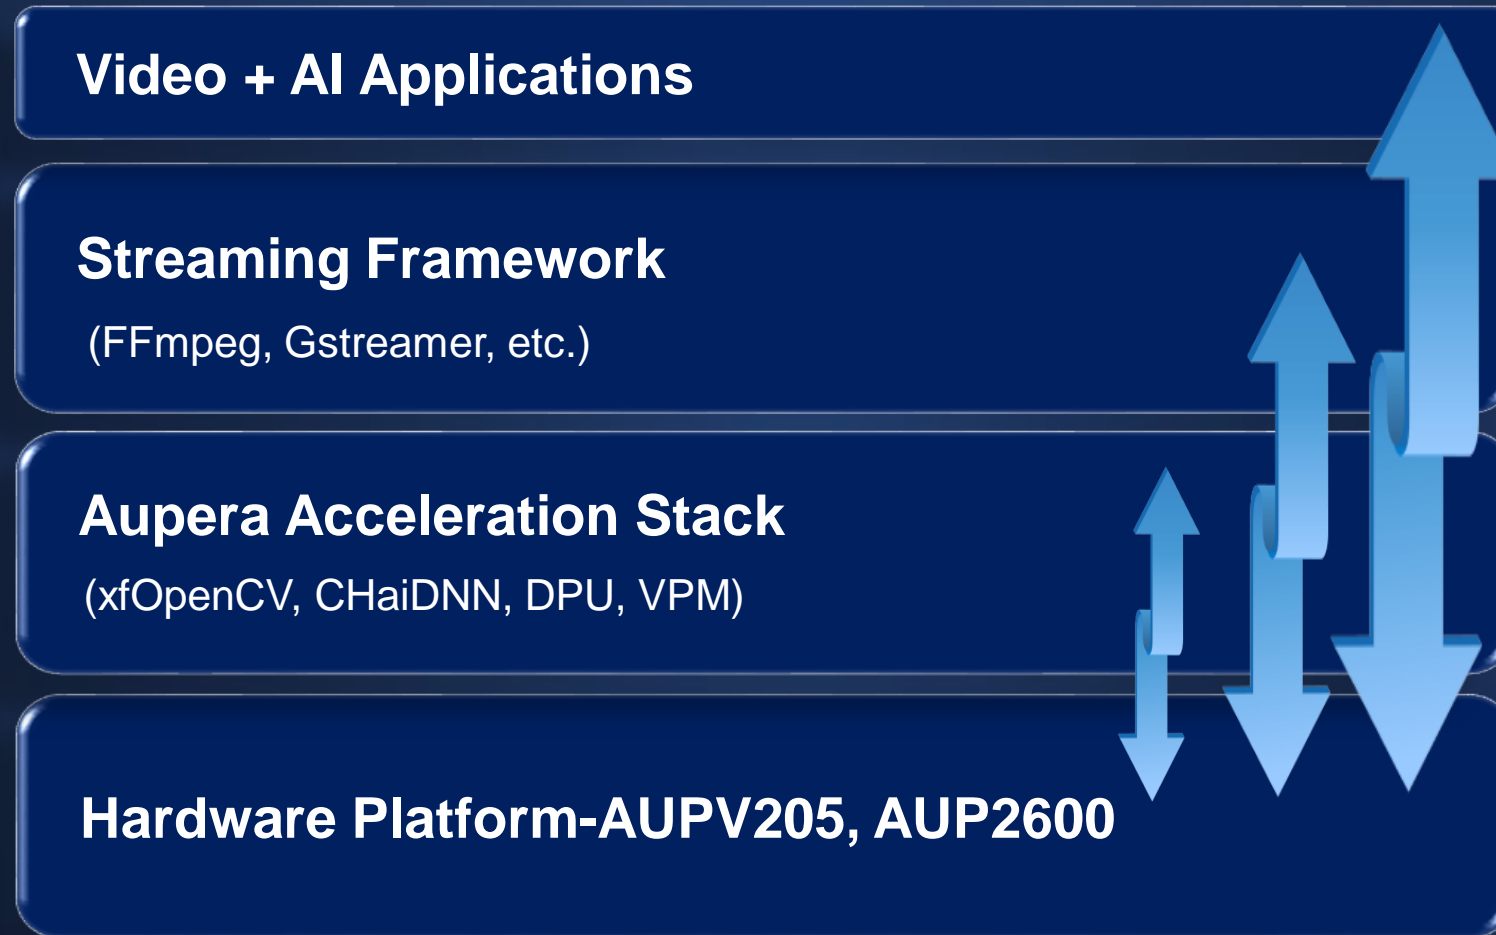 Video + AI Applications
Streaming Framework
(FFmpeg, Gstreamer, etc.)
Aupera Acceleration Stack
(xfOpenCV, CHaiDNN, DPU, VPM)
Hardware Platform-AUPV205, AUP2600